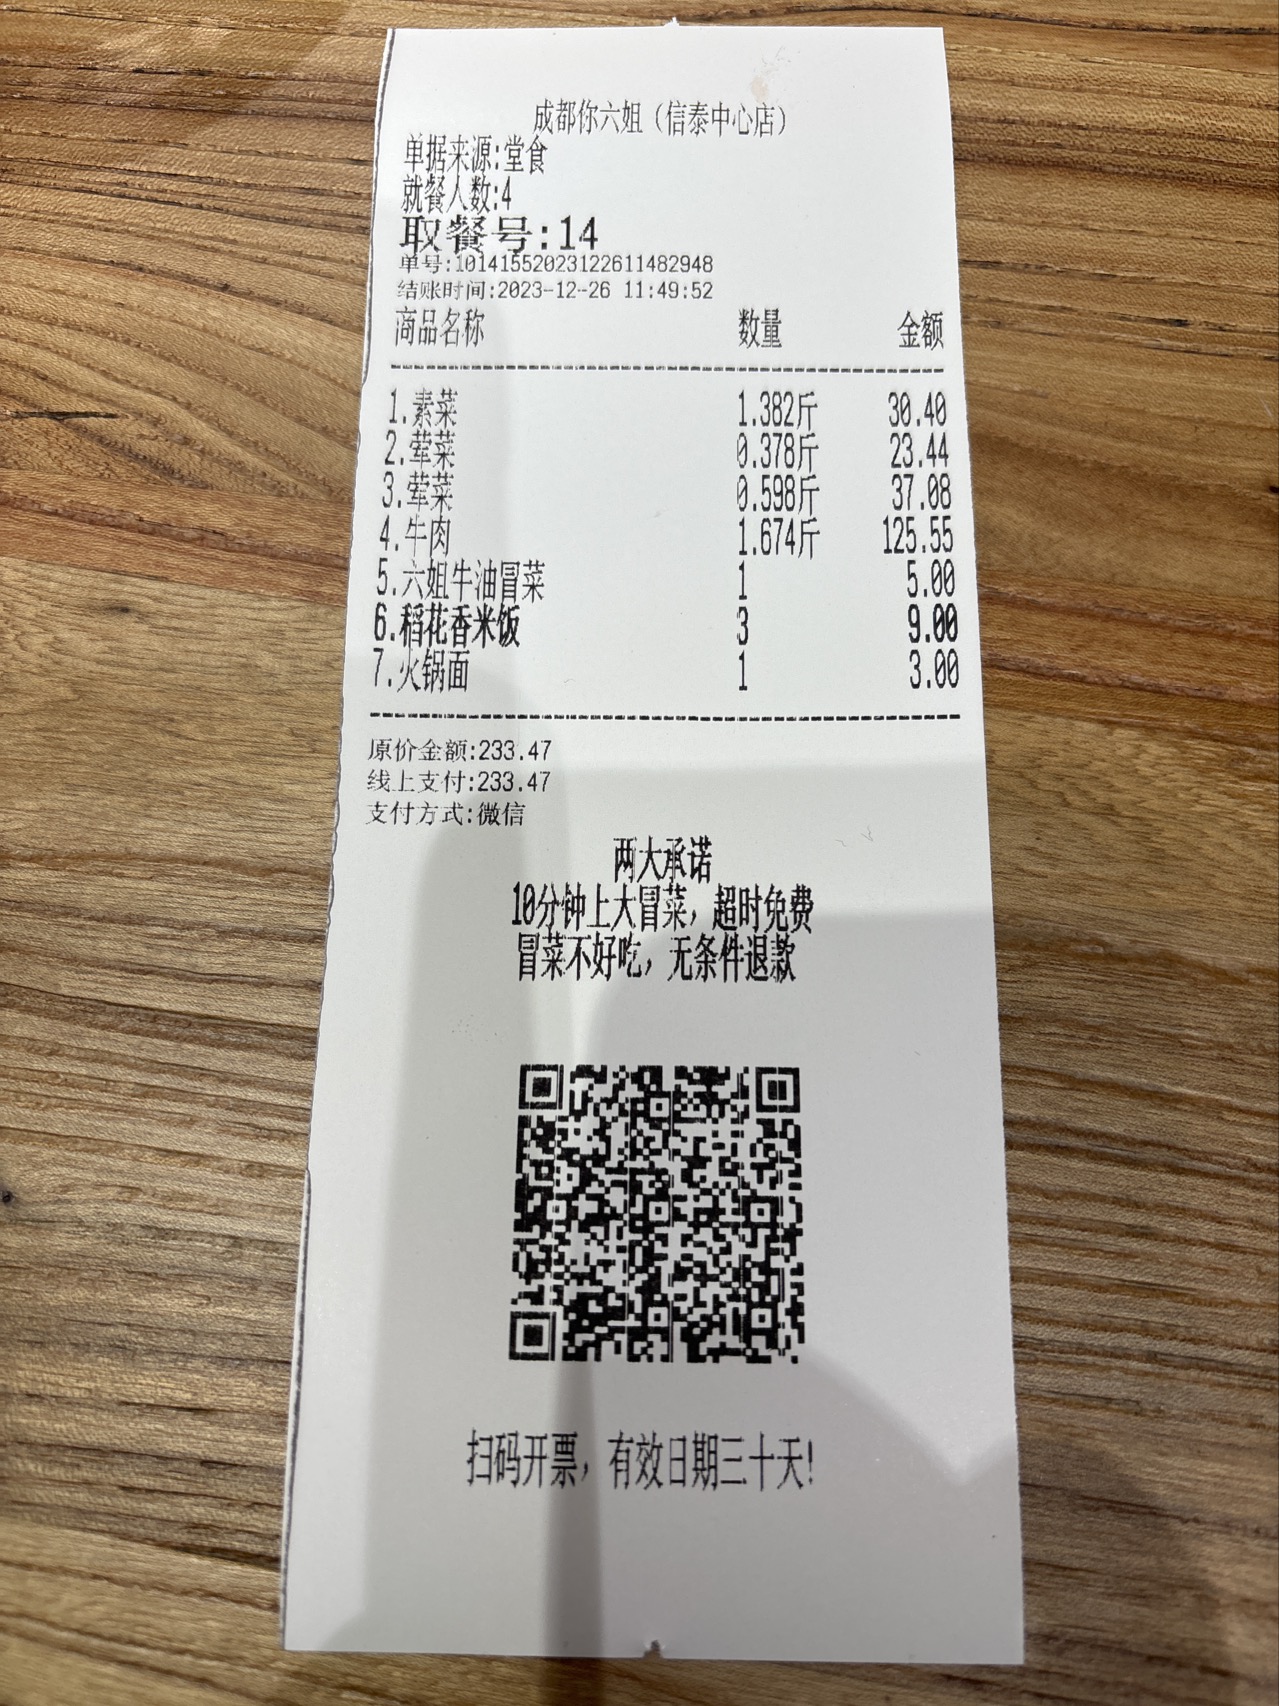 成都你六姐（信泰中心店）
单据来源:堂食
就餐人数:4
取餐号:14
单号:10141552023122611482948
结账时间:2023-12-26 11:49:52
商品名称 数量 金额
1.素菜 1.382斤 30.40
2.荤菜 0.378斤 23.44
3.荤菜 0.598斤 37.08
4.牛肉 1.674斤 125.55
5.六姐牛油冒菜 1 5.00
6.稻花香米饭 3 9.00
7.火锅面 1 3.00
原价金额:233.47
线上支付:233.47
支付方式:微信
两大承诺
10分钟上大冒菜，超时免费
冒菜不好吃，无条件退款
扫码开票，有效日期三十天!